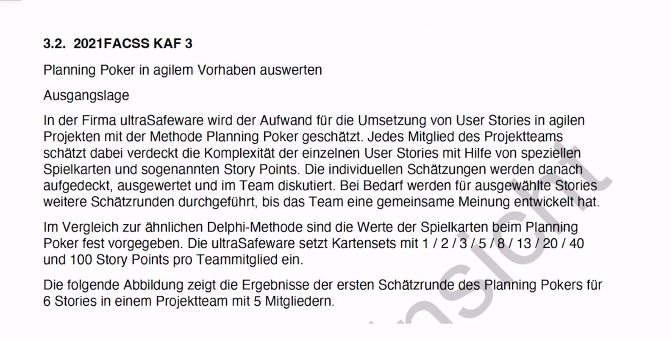 3.2. 2021FACSS KAF 3
Planning Poker in agilem Vorhaben auswerten
Ausgangslage
In der Firma ultraSafeware wird der Aufwand für die Umsetzung von User Stories in agilen
Projekten mit der Methode Planning Poker geschätzt. Jedes Mitglied des Projektteams
schätzt dabei verdeckt die Komplexität der einzelnen User Stories mit Hilfe von speziellen
Spielkarten und sogenannten Story Points. Die individuellen Schätzungen werden danach
aufgedeckt, ausgewertet und im Team diskutiert. Bei Bedarf werden für ausgewählte Stories
weitere Schätzrunden durchgeführt, bis das Team eine gemeinsame Meinung entwickelt hat.
Im Vergleich zur ähnlichen Delphi-Methode sind die Werte der Spielkarten beim Planning
Poker fest vorgegeben. Die ultraSafeware setzt Kartensets mit 1 / 2 / 3 / 5 / 8 / 13 / 20 / 40
und 100 Story Points pro Teammitglied ein.
Die folgende Abbildung zeigt die Ergebnisse der ersten Schätzrunde des Planning Pokers für
6 Stories in einem Projektteam mit 5 Mitgliedern.